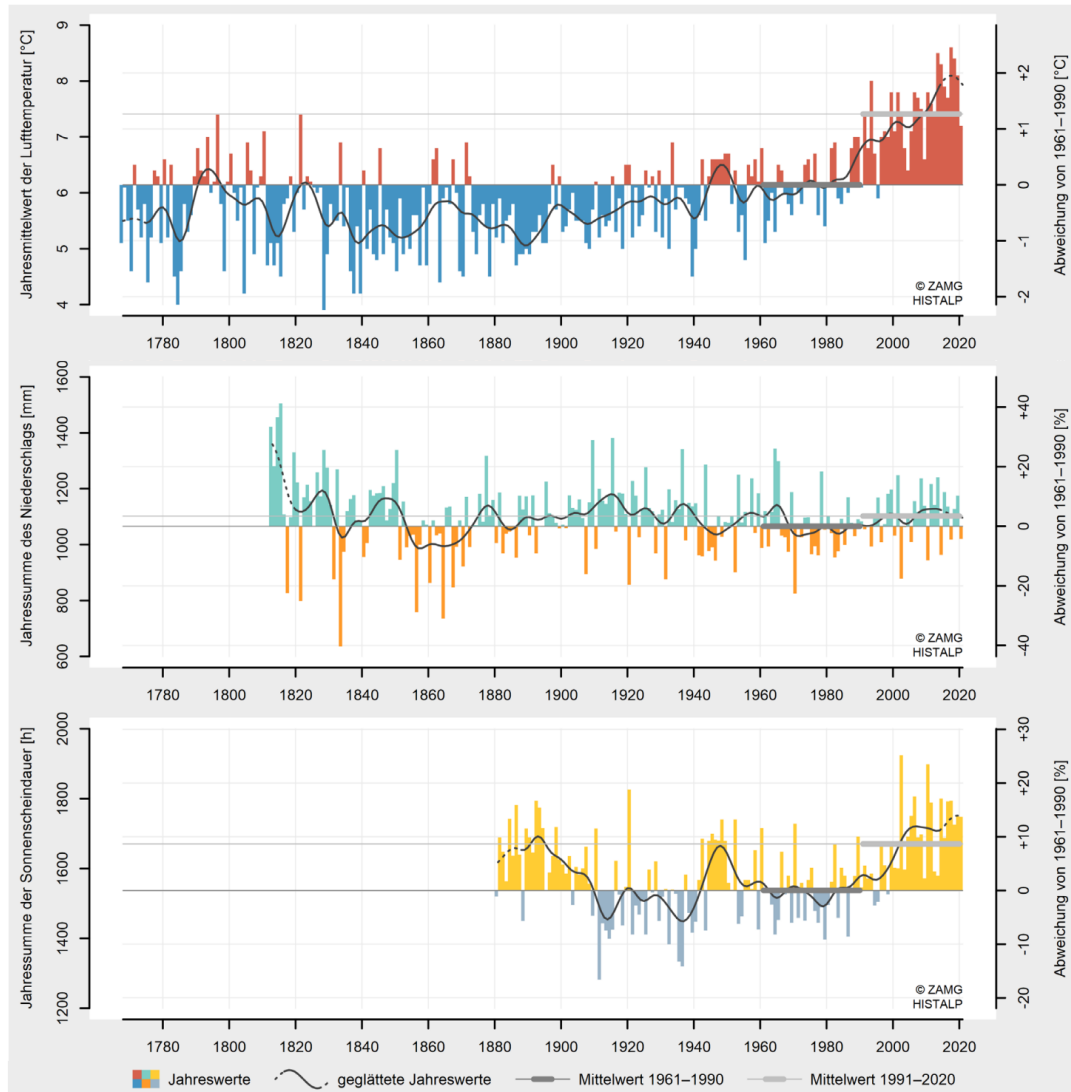 Jahresmittelwert der Lufttemperatur [°C]
9
8
7
6
5
4
+2
+1
0
-1
-2
Abweichung von 1961–1990 [°C]
© ZAMG
HISTALP
1780 1800 1820 1840 1860 1880 1900 1920 1940 1960 1980 2000 2020
Jahressumme des Niederschlags [mm]
1600
1400
1200
1000
800
600
+40
+20
0
-20
-40
Abweichung von 1961–1990 [%]
© ZAMG
HISTALP
1780 1800 1820 1840 1860 1880 1900 1920 1940 1960 1980 2000 2020
Jahressumme der Sonnenscheindauer [h]
2000
1800
1600
1400
1200
+30
+20
+10
0
-10
-20
Abweichung von 1961–1990 [%]
© ZAMG
HISTALP
1780 1800 1820 1840 1860 1880 1900 1920 1940 1960 1980 2000 2020
Jahreswerte geglättete Jahreswerte Mittelwert 1961–1990 Mittelwert 1991–2020